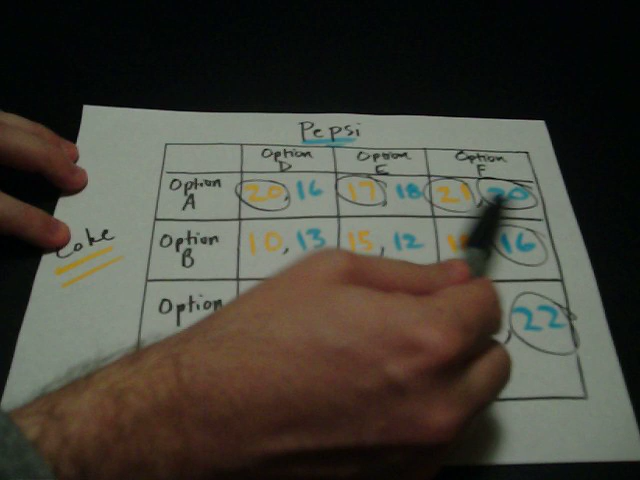 Pepsi
Option D Option E Option F
Option A 20, 16 17, 18 21, 20
Coke
Option B 10, 13 15, 12 16
Option 22